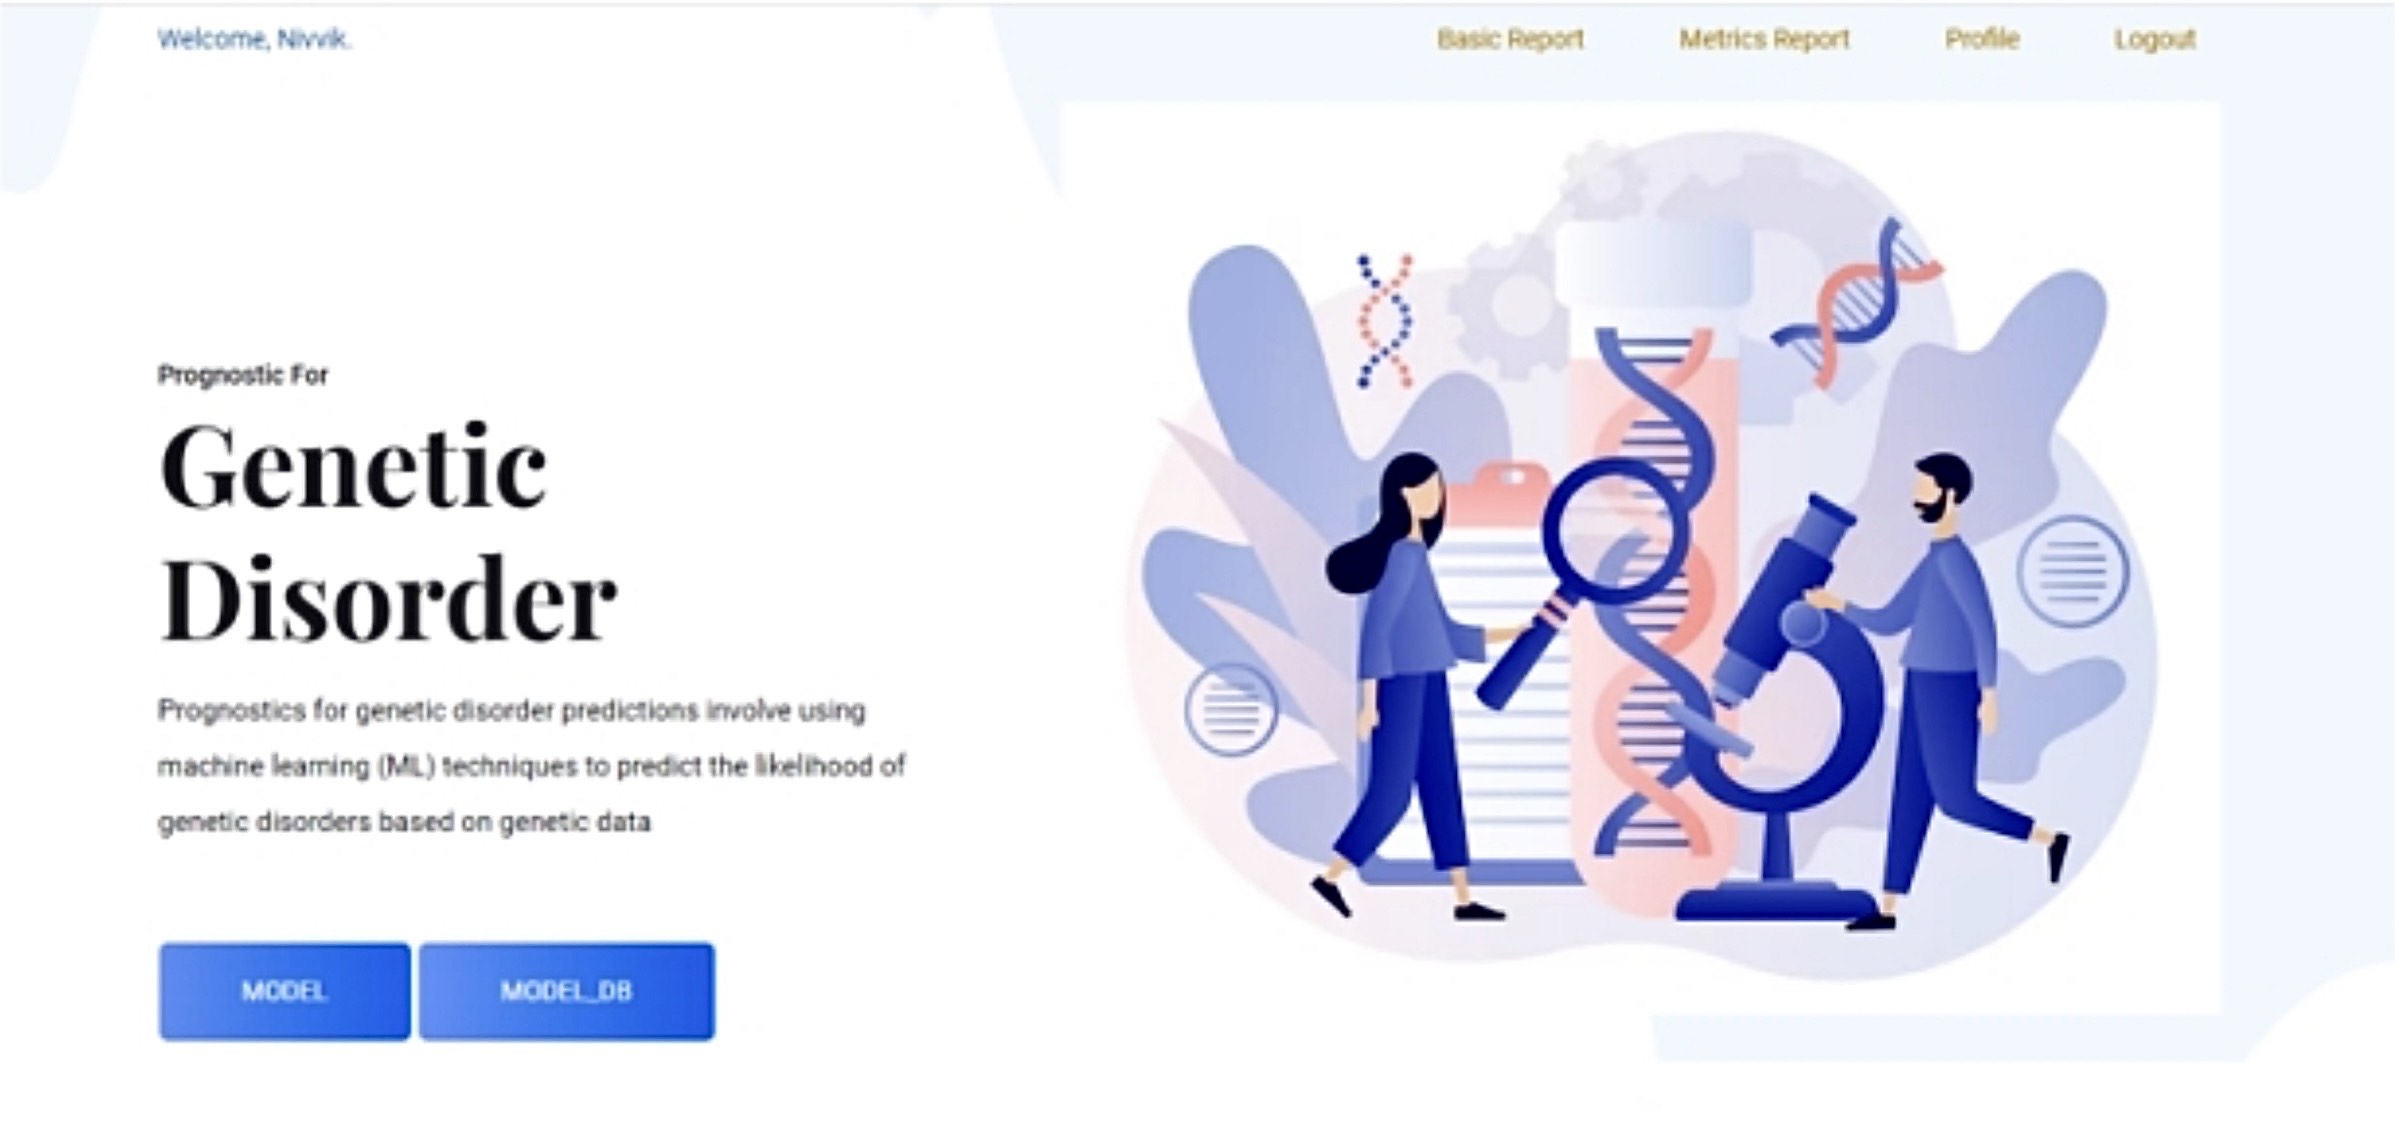 Welcome, Nivvik.
Basic Report
Metrics Report
Profile
Logout
Prognostic For
Genetic
Disorder
Prognostics for genetic disorder predictions involve using
machine learning (ML) techniques to predict the likelihood of
genetic disorders based on genetic data
MODEL
MODEL_DB